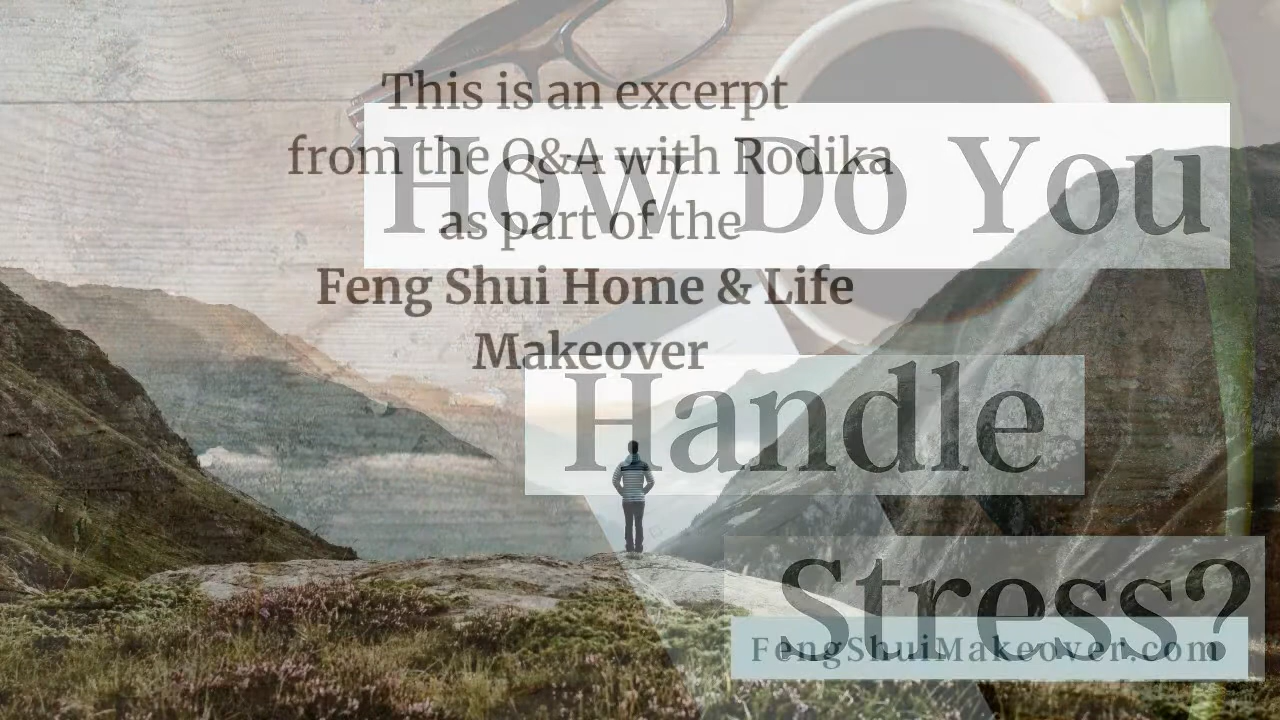 This is an excerpt
from the Q&A with Rodika
as part of the
Feng Shui Home & Life
Makeover
How Do You
Handle
Stress?
FengShuiMakeover.com